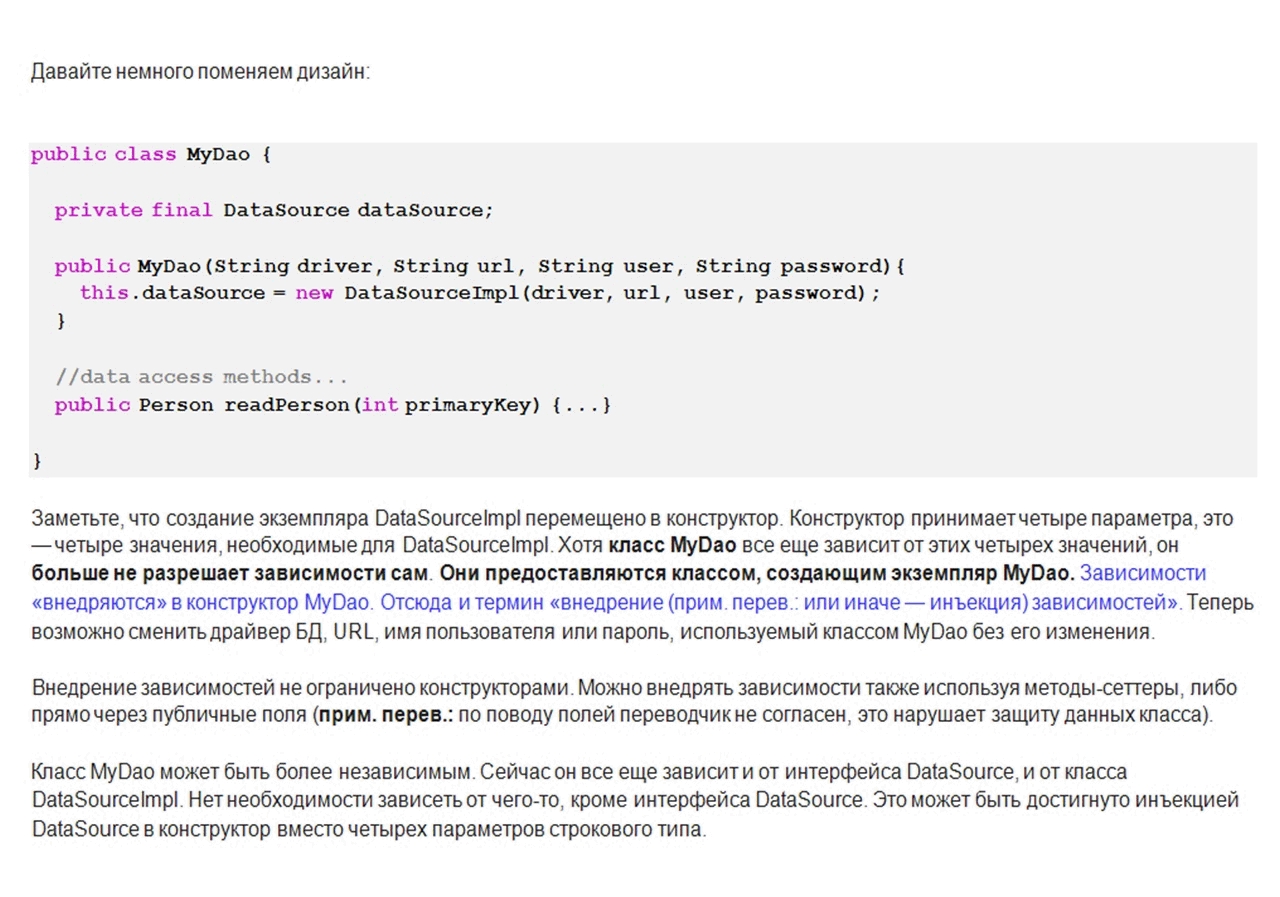 Давайте немного поменяем дизайн:
public class MyDao {
private final DataSource dataSource;
public MyDao(String driver, String url, String user, String password){
this.dataSource = new DataSourceImpl(driver, url, user, password);
}
//data access methods...
public Person readPerson(int primaryKey) {...}
}
Заметьте, что создание экземпляра DataSourceImpl перемещено в конструктор. Конструктор принимает четыре параметра, это
— четыре значения, необходимые для DataSourceImpl. Хотя класс MyDao все еще зависит от этих четырех значений, он
больше не разрешает зависимости сам. Они предоставляются классом, создающим экземпляр MyDao. Зависимости
«внедряются» в конструктор MyDao. Отсюда и термин «внедрение (прим. перев.: или иначе — инъекция) зависимостей». Теперь
возможно сменить драйвер БД, URL, имя пользователя или пароль, используемый классом MyDao без его изменения.
Внедрение зависимостей не ограничено конструкторами. Можно внедрять зависимости также используя методы-сеттеры, либо
прямо через публичные поля (прим. перев.: по поводу полей переводчик не согласен, это нарушает защиту данных класса).
Класс MyDao может быть более независимым. Сейчас он все еще зависит и от интерфейса DataSource, и от класса
DataSourceImpl. Нет необходимости зависеть от чего-то, кроме интерфейса DataSource. Это может быть достигнуто инъекцией
DataSource в конструктор вместо четырех параметров строкового типа.